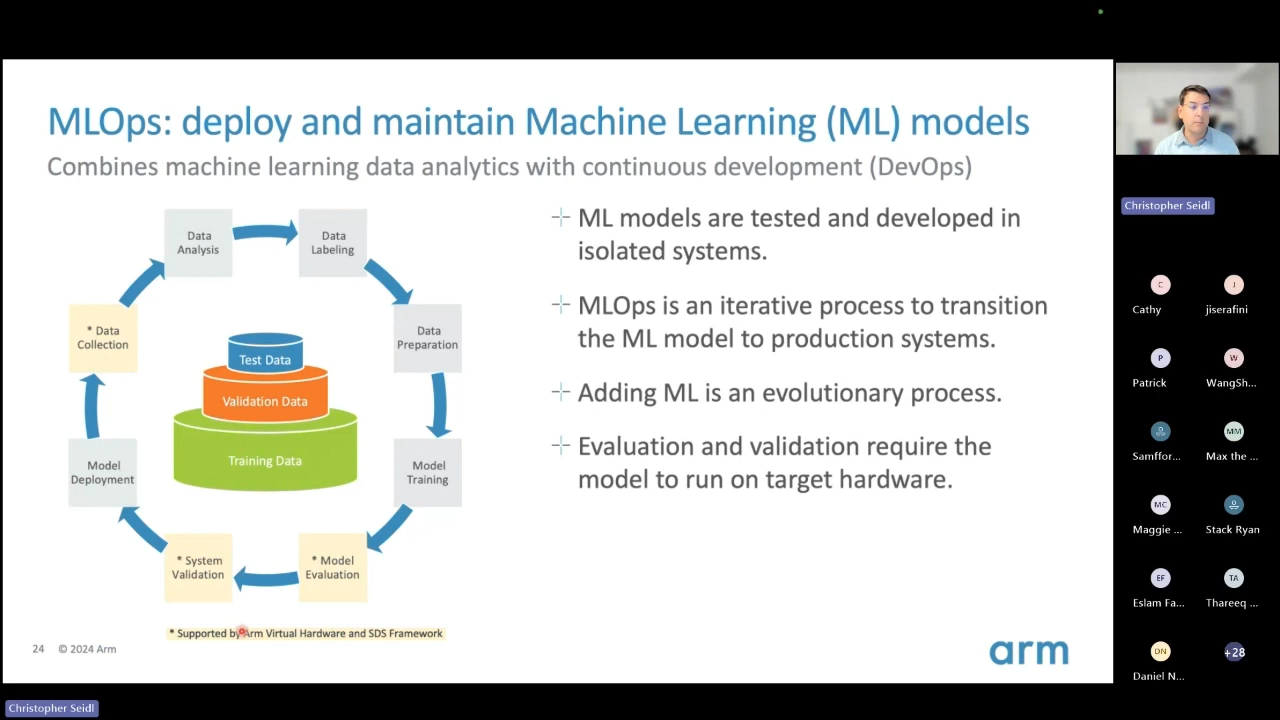 MLOps: deploy and maintain Machine Learning (ML) models
Combines machine learning data analytics with continuous development (DevOps)
Data
Analysis
Data
Labeling
* Data
Collection
Data
Preparation
Test Data
Validation Data
Training Data
Model
Deployment
Model
Training
* System
Validation
* Model
Evaluation
* Supported by Arm Virtual Hardware and SDS Framework
ML models are tested and developed in
isolated systems.
MLOps is an iterative process to transition
the ML model to production systems.
Adding ML is an evolutionary process.
Evaluation and validation require the
model to run on target hardware.
24 © 2024 Arm
arm
Christopher Seidl
C
J
Cathy
jiserafini
P
W
Patrick
WangSh...
MM
Samffor...
Max the ...
MC
Maggie ...
Stack Ryan
EF
TA
Eslam Fa...
Thareeq ...
DN
+28
Daniel N...
Christopher Seidl